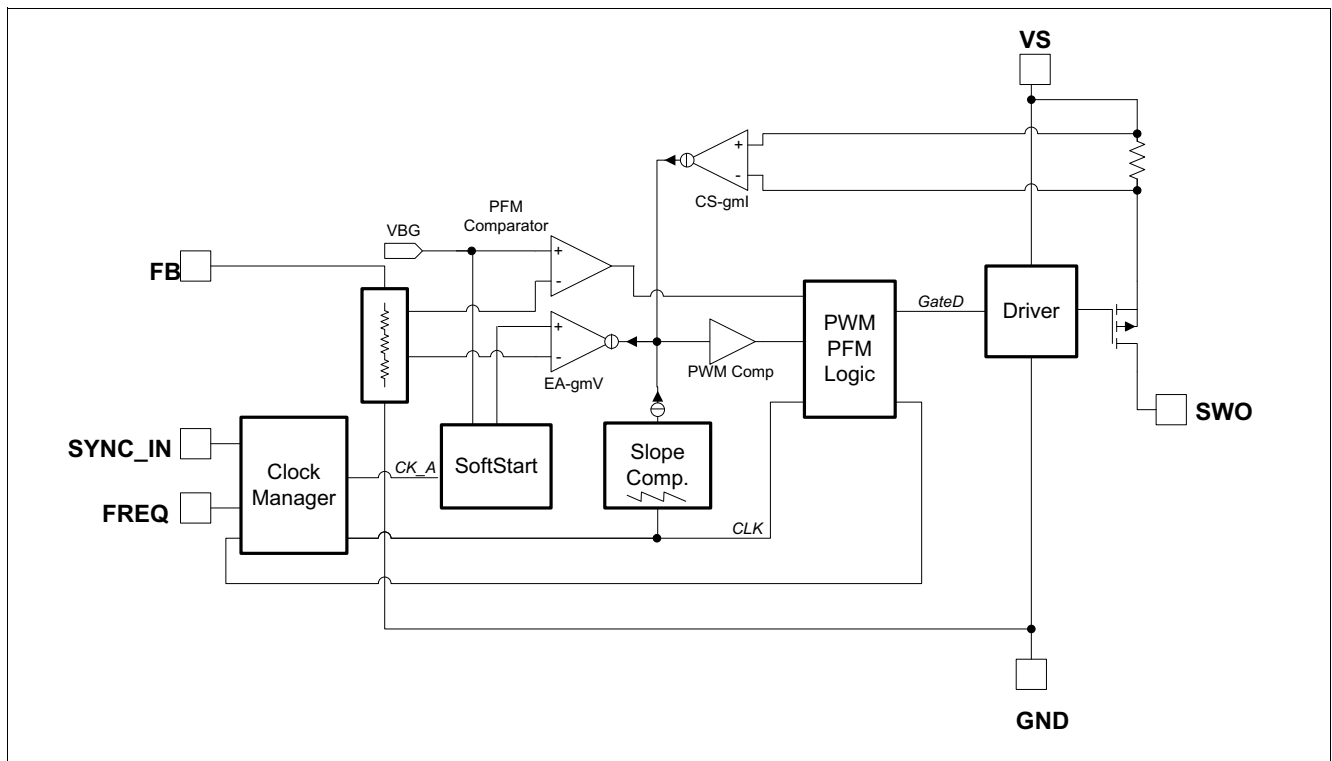 VS
+
-
CS-gmI
PFM
Comparator
VBG
+
-
FB
GateD
Driver
PWM
PFM
Logic
+
-
PWM Comp
EA-gmV
SWO
SYNC_IN
Clock
Manager
CK_A
SoftStart
Slope
Comp.
FREQ
CLK
GND